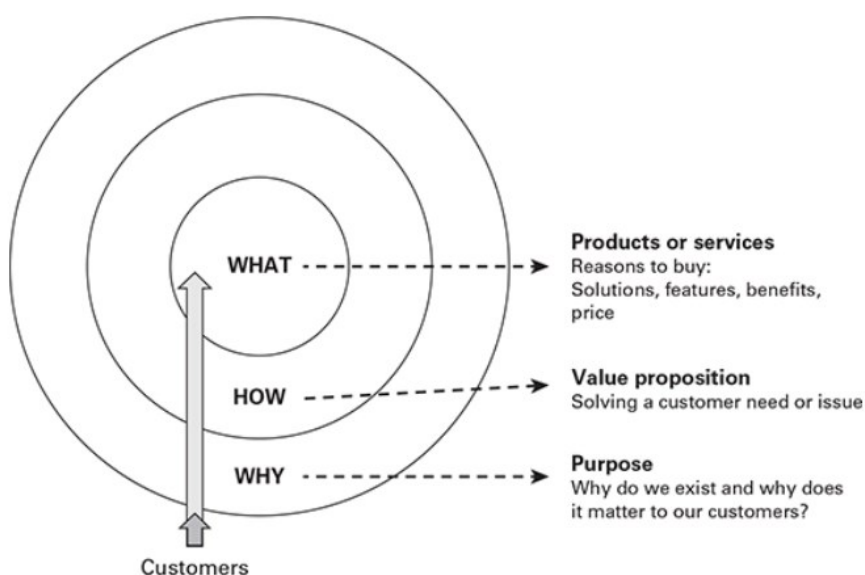 WHAT
Products or services
Reasons to buy:
Solutions, features, benefits,
price
HOW
Value proposition
Solving a customer need or issue
WHY
Purpose
Why do we exist and why does
it matter to our customers?
Customers